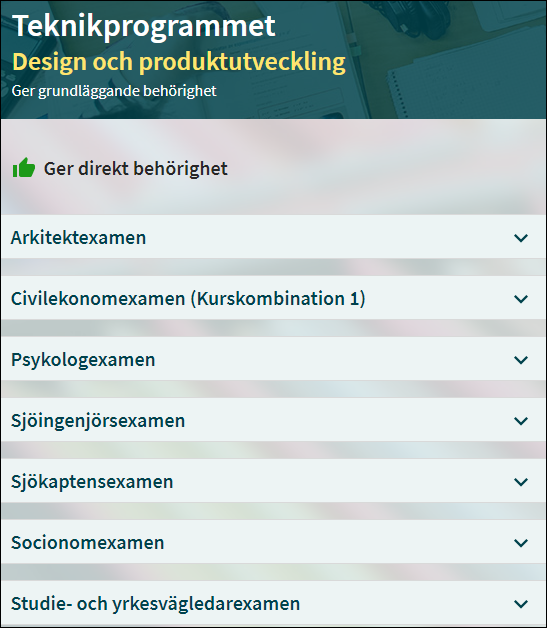 Teknikprogrammet
Design och produktutveckling
Ger grundläggande behörighet
Ger direkt behörighet
Arkitektexamen
Civilekonomexamen (Kurskombination 1)
Psykologexamen
Sjöingenjörsexamen
Sjökaptensexamen
Socionomexamen
Studie- och yrkesvägledarexamen